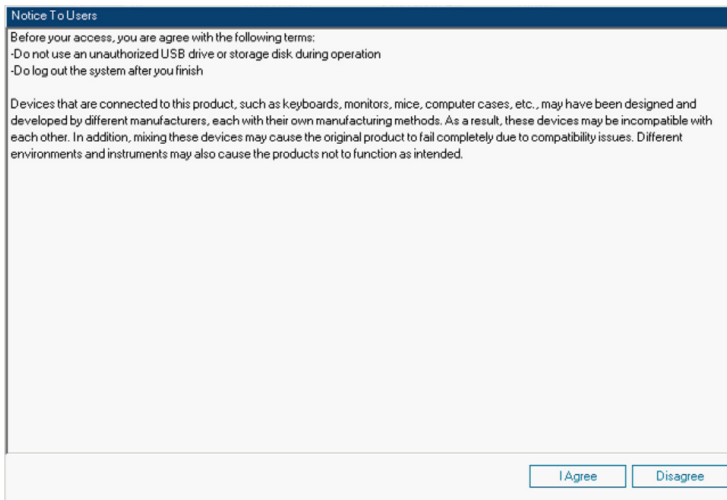 Notice To Users
Before your access, you are agree with the following terms:
-Do not use an unauthorized USB drive or storage disk during operation
-Do log out the system after you finish
Devices that are connected to this product, such as keyboards, monitors, mice, computer cases, etc., may have been designed and
developed by different manufacturers, each with their own manufacturing methods. As a result, these devices may be incompatible with
each other. In addition, mixing these devices may cause the original product to fail completely due to compatibility issues. Different
environments and instruments may also cause the products not to function as intended.
I Agree
Disagree